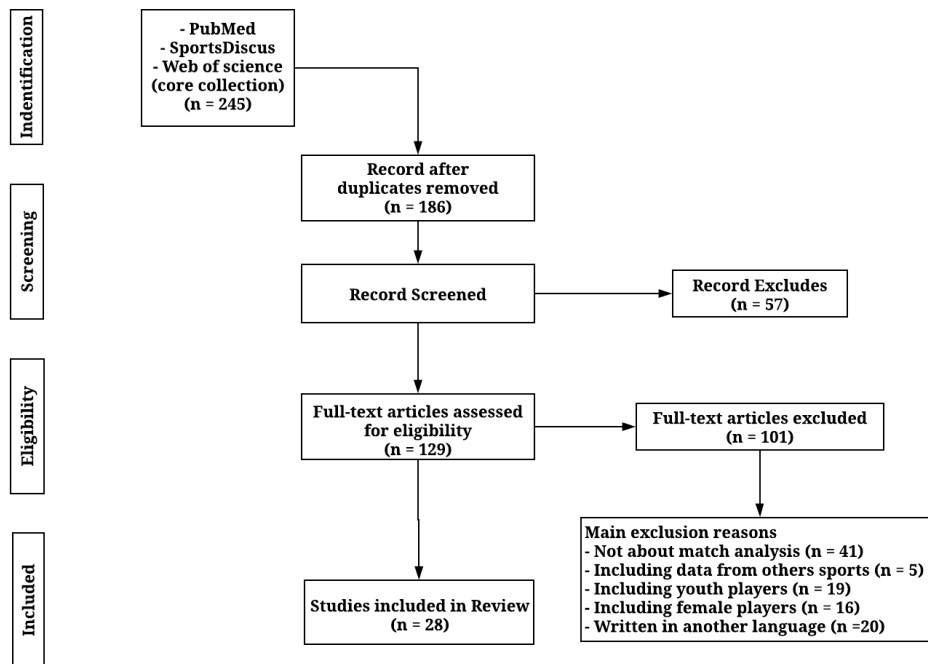 Indentification
- PubMed
- SportsDiscus
- Web of science
(core collection)
(n = 245)
Record after
duplicates removed
(n = 186)
Screening
Record Screened
Record Excludes
(n = 57)
Eligibility
Full-text articles assessed
for eligibility
(n = 129)
Full-text articles excluded
(n = 101)
Main exclusion reasons
- Not about match analysis (n = 41)
- Including data from others sports (n = 5)
- Including youth players (n = 19)
- Including female players (n = 16)
- Written in another language (n =20)
Included
Studies included in Review
(n = 28)